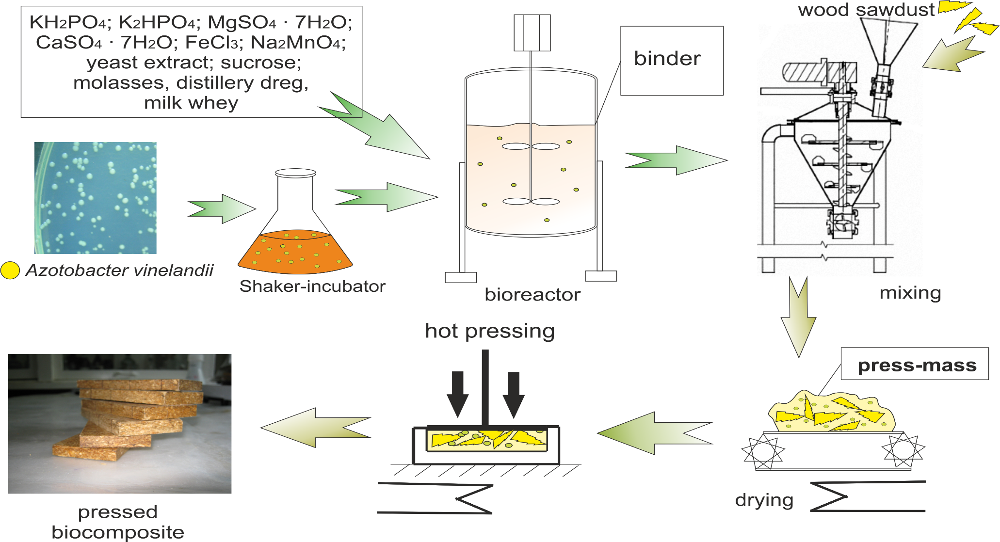 KH₂PO₄; K₂HPO₄; MgSO₄ · 7H₂O;
CaSO₄ · 7H₂O; FeCl₃; Na₂MnO₄;
yeast extract; sucrose;
molasses, distillery dreg,
milk whey
binder
wood sawdust
Azotobacter vinelandii
Shaker-incubator
bioreactor
mixing
hot pressing
press-mass
drying
pressed
biocomposite